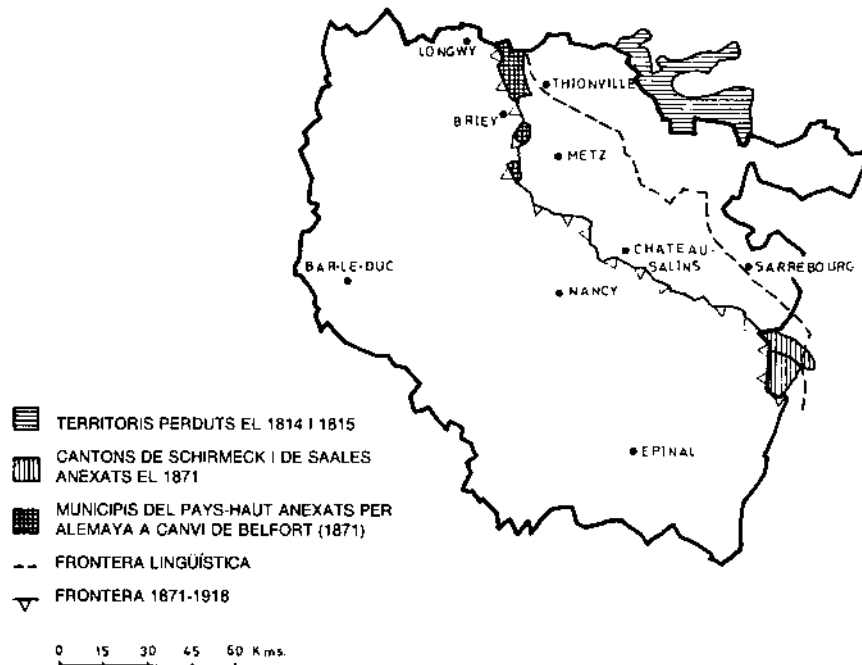 LONGWY
THIONVILLE
BRIEY
METZ
CHATEAU-
SALINS
SARREBOURG
BAR-LE-DUC
NANCY
EPINAL
TERRITORIS PERDUTS EL 1814 I 1815
CANTONS DE SCHIRMECK I DE SAALES
ANEXATS EL 1871
MUNICIPIS DEL PAYS-HAUT ANEXATS PER
ALEMAYA A CANVI DE BELFORT (1871)
FRONTERA LINGÜÍSTICA
FRONTERA 1871-1918
0 15 30 45 60 Kms.